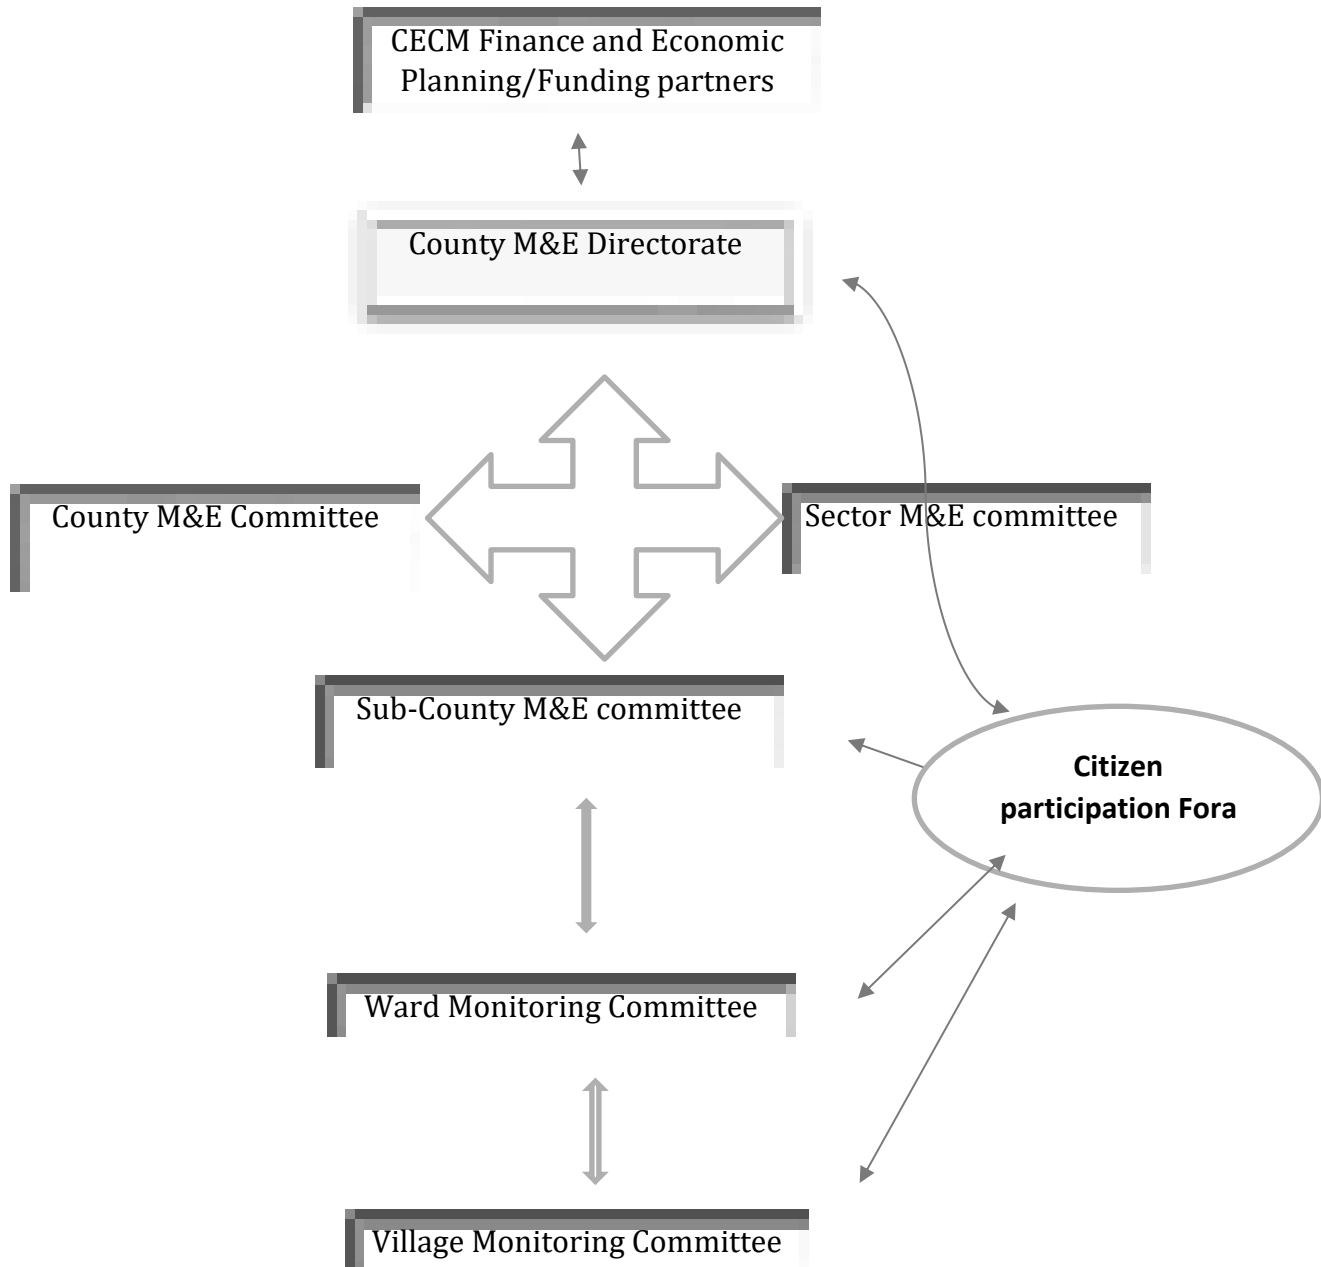 CECM Finance and Economic
Planning/Funding partners
County M&E Directorate
County M&E Committee
Sector M&E committee
Sub-County M&E committee
Citizen
participation Fora
Ward Monitoring Committee
Village Monitoring Committee